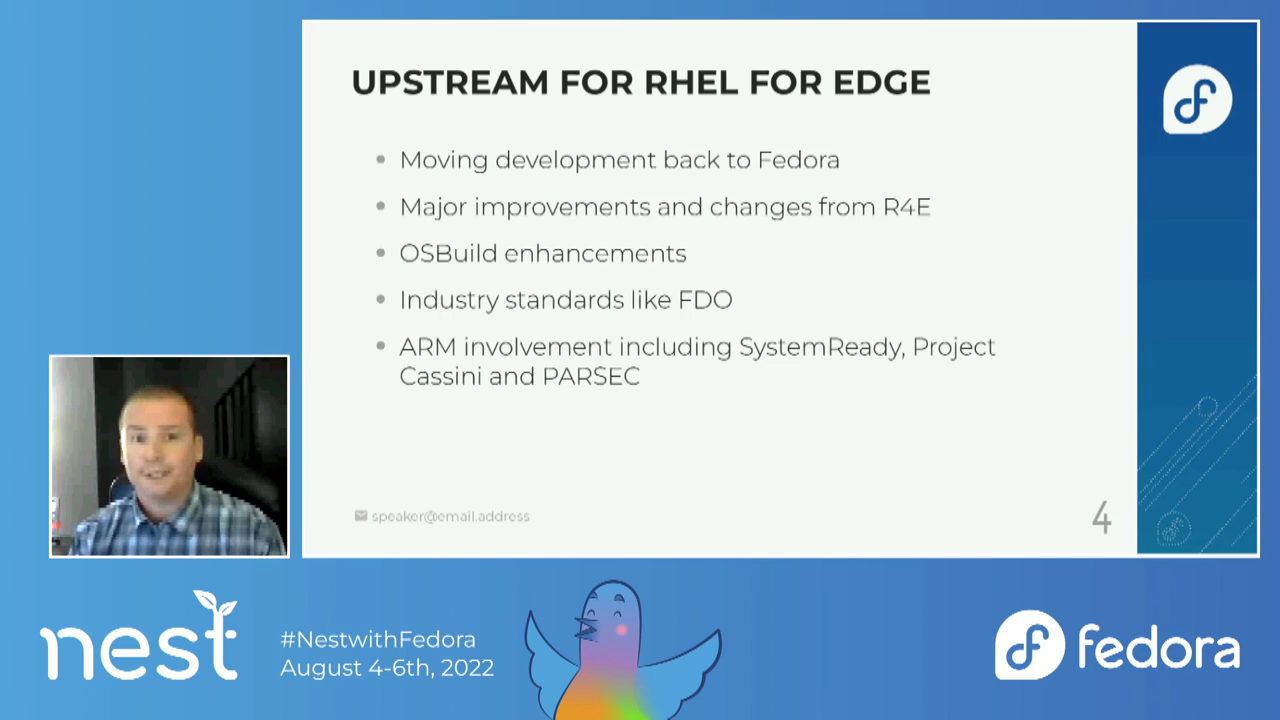 UPSTREAM FOR RHEL FOR EDGE
Moving development back to Fedora
Major improvements and changes from R4E
OSBuild enhancements
Industry standards like FDO
ARM involvement including SystemReady, Project
Cassini and PARSEC
speaker@email.address
4
nest
#NestwithFedora
August 4-6th, 2022
fedora